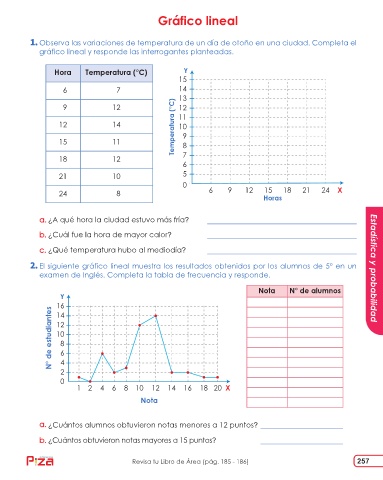 Gráfico lineal
1. Observa las variaciones de temperatura de un día de otoño en una ciudad. Completa el
gráfico lineal y responde las interrogantes planteadas.
Hora Temperatura (°C)
6 7
9 12
12 14
15 11
18 12
21 10
24 8
Y
Temperatura (°C)
15
14
13
12
11
10
9
8
7
6
5
0
6 9 12 15 18 21 24 X
Horas
a. ¿A qué hora la ciudad estuvo más fría?
b. ¿Cuál fue la hora de mayor calor?
c. ¿Qué temperatura hubo al mediodía?
2. El siguiente gráfico lineal muestra los resultados obtenidos por los alumnos de 5° en un
examen de Inglés. Completa la tabla de frecuencia y responde.
Y
N° de estudiantes
16
14
12
10
8
6
4
2
0
1 2 4 6 8 10 12 14 16 18 20 X
Nota
Nota N° de alumnos
a. ¿Cuántos alumnos obtuvieron notas menores a 12 puntos?
b. ¿Cuántos obtuvieron notas mayores a 15 puntos?
Estadística y probabilidad
Pizza
Revisa tu Libro de Área (pág. 185 - 186)
257